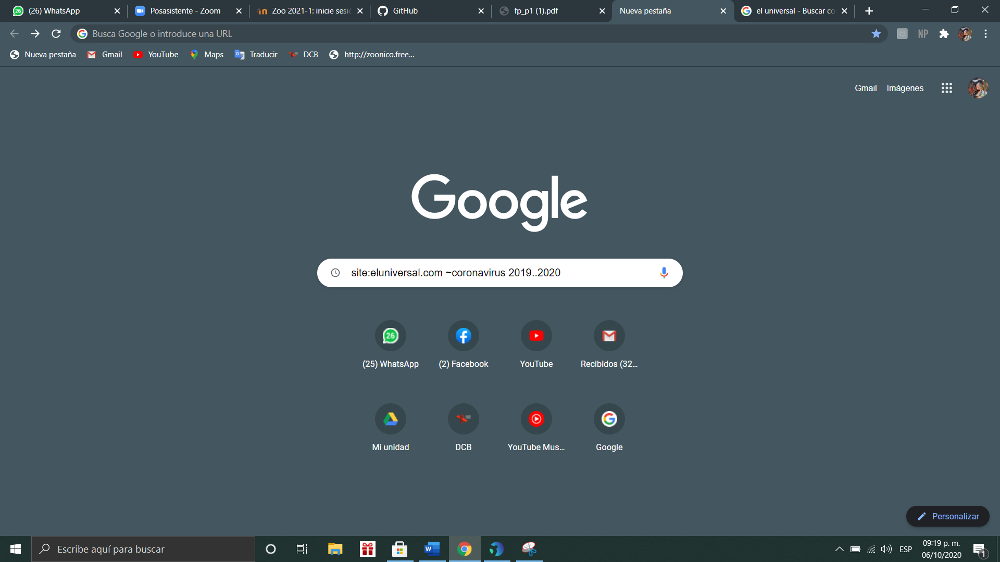 (26) WhatsApp
Posasistente - Zoom
Zoo 2021-1: inicie sesió
GitHub
fp_p1 (1).pdf
Nueva pestaña
el universal - Buscar co
Busca Google o introduce una URL
NP
Nueva pestaña
Gmail
YouTube
Maps
Traducir
DCB
http://zoonico.free...
Gmail
Imágenes
Google
site:eluniversal.com ~coronavirus 2019..2020
26
(25) WhatsApp
(2) Facebook
YouTube
Recibidos (32...
Mi unidad
DCB
YouTube Mus...
Google
Personalizar
Escribe aquí para buscar
ESP
09:19 p. m.
06/10/2020
1